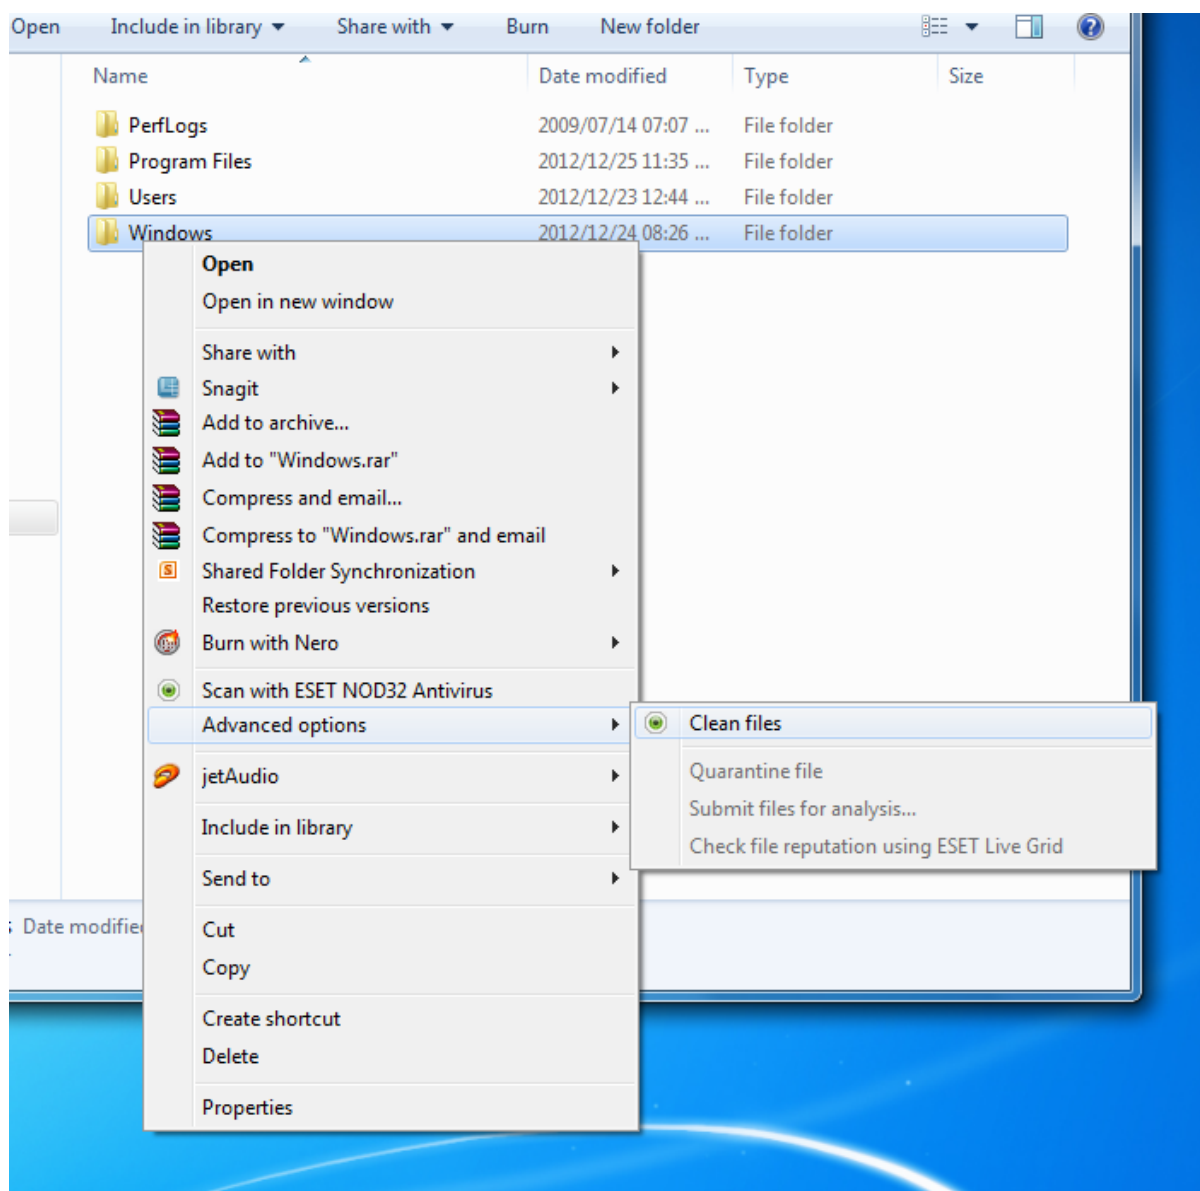 Open Include in library Share with Burn New folder
Name Date modified Type Size
PerfLogs 2009/07/14 07:07 ... File folder
Program Files 2012/12/25 11:35 ... File folder
Users 2012/12/23 12:44 ... File folder
Windows 2012/12/24 08:26 ... File folder
Open
Open in new window
Share with
Snagit
Add to archive...
Add to "Windows.rar"
Compress and email...
Compress to "Windows.rar" and email
Shared Folder Synchronization
Restore previous versions
Burn with Nero
Scan with ESET NOD32 Antivirus
Advanced options
Clean files
Quarantine file
Submit files for analysis...
Check file reputation using ESET Live Grid
jetAudio
Include in library
Send to
Date modified
Cut
Copy
Create shortcut
Delete
Properties